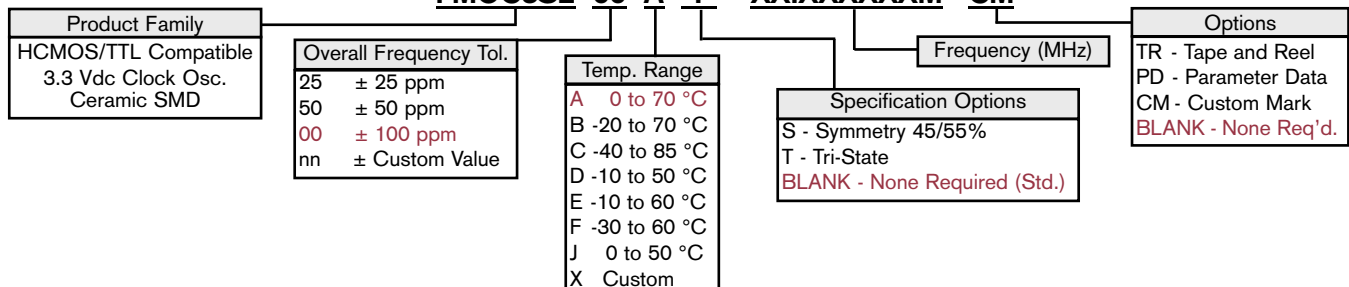 Product Family
HCMOS/TTL Compatible
3.3 Vdc Clock Osc.
Ceramic SMD
Overall Frequency Tol.
25 ± 25 ppm
50 ± 50 ppm
00 ± 100 ppm
nn ± Custom Value
Temp. Range
A 0 to 70 °C
B -20 to 70 °C
C -40 to 85 °C
D -10 to 50 °C
E -10 to 60 °C
F -30 to 60 °C
J 0 to 50 °C
X Custom
Specification Options
S - Symmetry 45/55%
T - Tri-State
BLANK - None Required (Std.)
Frequency (MHz)
Options
TR - Tape and Reel
PD - Parameter Data
CM - Custom Mark
BLANK - None Req'd.